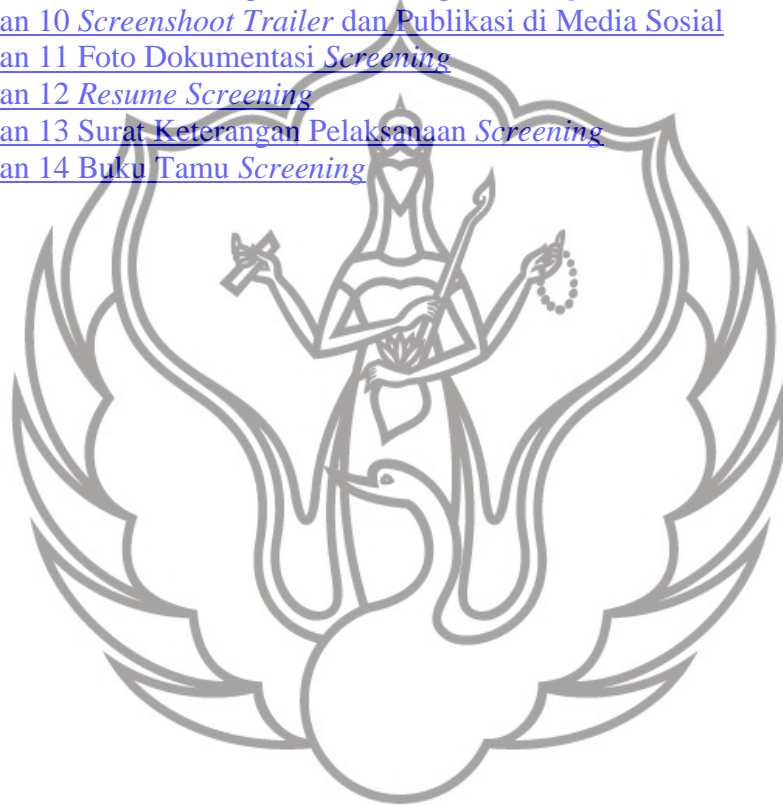 an 10 Screenshoot Trailer dan Publikasi di Media Sosial
an 11 Foto Dokumentasi Screening
an 12 Resume Screening
an 13 Surat Keterangan Pelaksanaan Screening
an 14 Buku Tamu Screening